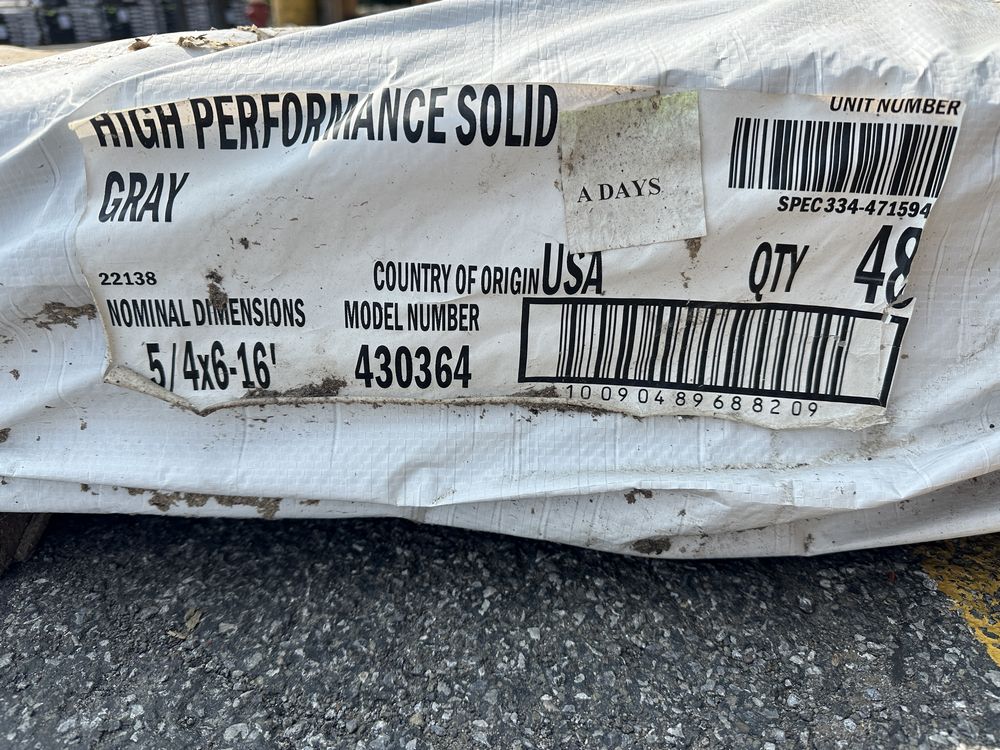 HIGH PERFORMANCE SOLID
GRAY
A DAYS
UNIT NUMBER
SPEC 334-471594
22138
COUNTRY OF ORIGIN USA
QTY 48
NOMINAL DIMENSIONS
5/4x6-16'
MODEL NUMBER
430364
10090489688209